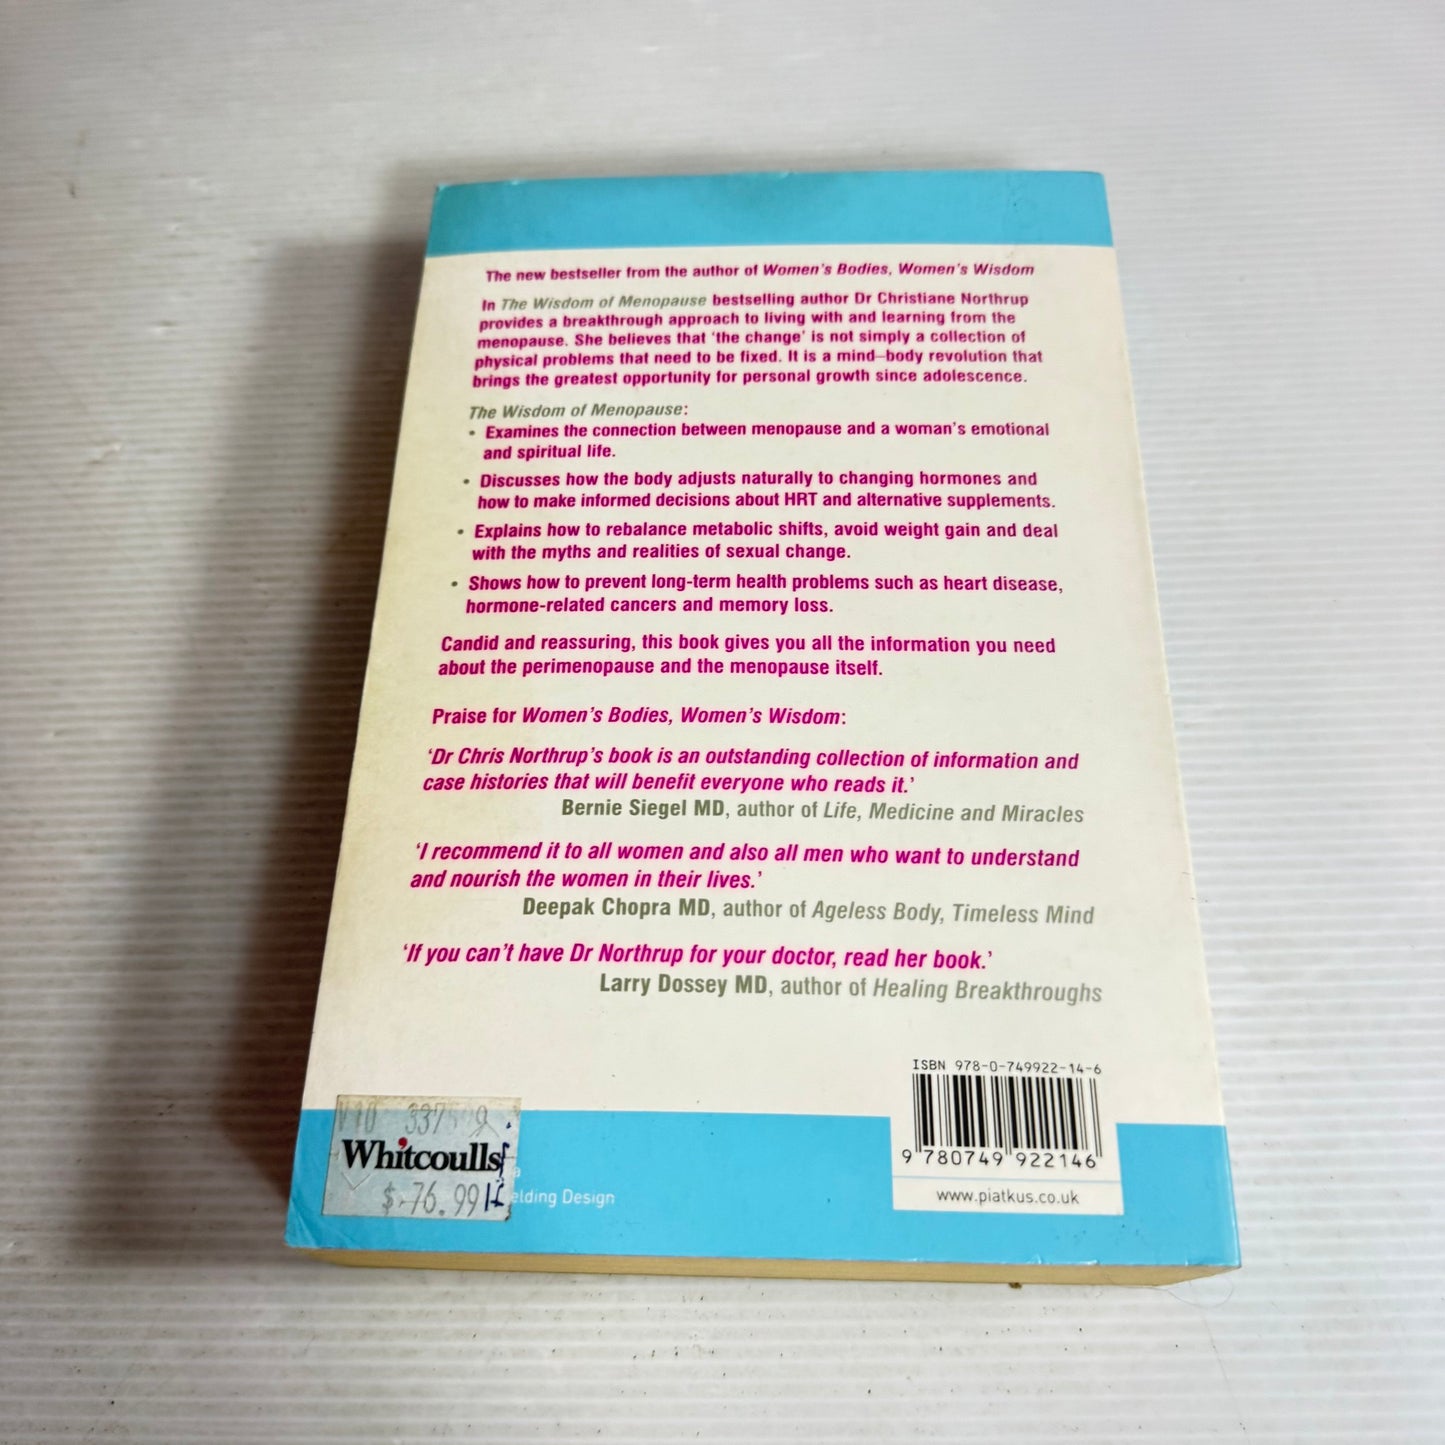 The new bestseller from the author of Women's Bodies, Women's Wisdom
In The Wisdom of Menopause bestselling author Dr Christiane Northrup
provides a breakthrough approach to living with and learning from the
menopause. She believes that 'the change' is not simply a collection of
physical problems that need to be fixed. It is a mind–body revolution that
brings the greatest opportunity for personal growth since adolescence.
The Wisdom of Menopause:
• Examines the connection between menopause and a woman's emotional
and spiritual life.
• Discusses how the body adjusts naturally to changing hormones and
how to make informed decisions about HRT and alternative supplements.
• Explains how to rebalance metabolic shifts, avoid weight gain and deal
with the myths and realities of sexual change.
• Shows how to prevent long-term health problems such as heart disease,
hormone-related cancers and memory loss.
Candid and reassuring, this book gives you all the information you need
about the perimenopause and the menopause itself.
Praise for Women's Bodies, Women's Wisdom:
'Dr Chris Northrup's book is an outstanding collection of information and
case histories that will benefit everyone who reads it.'
Bernie Siegel MD, author of Life, Medicine and Miracles
'I recommend it to all women and also all men who want to understand
and nourish the women in their lives.'
Deepak Chopra MD, author of Ageless Body, Timeless Mind
'If you can't have Dr Northrup for your doctor, read her book.'
Larry Dossey MD, author of Healing Breakthroughs
ISBN 978-0-749922-14-6
9 780749 922146
www.piatkus.co.uk
Whitcoulls
76.99
elding Design